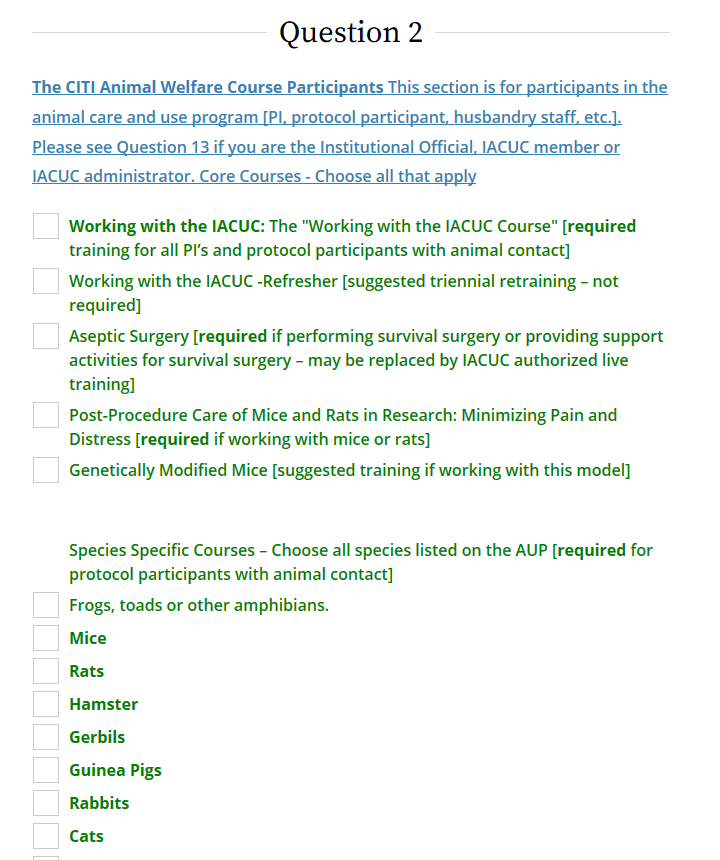 Question 2
The CITI Animal Welfare Course Participants This section is for participants in the
animal care and use program [PI, protocol participant, husbandry staff, etc.].
Please see Question 13 if you are the Institutional Official, IACUC member or
IACUC administrator. Core Courses - Choose all that apply
Working with the IACUC: The "Working with the IACUC Course" [required
training for all PI’s and protocol participants with animal contact]
Working with the IACUC -Refresher [suggested triennial retraining – not
required]
Aseptic Surgery [required if performing survival surgery or providing support
activities for survival surgery – may be replaced by IACUC authorized live
training]
Post-Procedure Care of Mice and Rats in Research: Minimizing Pain and
Distress [required if working with mice or rats]
Genetically Modified Mice [suggested training if working with this model]
Species Specific Courses – Choose all species listed on the AUP [required for
protocol participants with animal contact]
Frogs, toads or other amphibians.
Mice
Rats
Hamster
Gerbils
Guinea Pigs
Rabbits
Cats